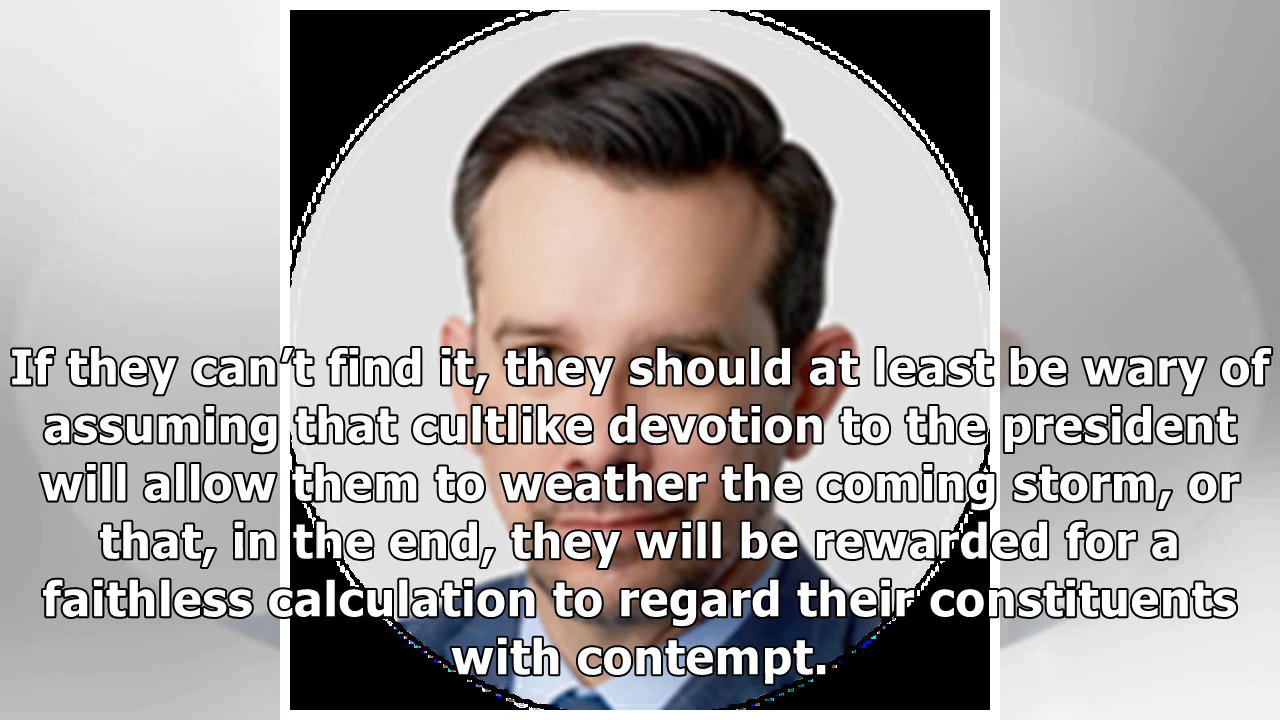 If they can’t find it, they should at least be wary of
assuming that cultlike devotion to the president
will allow them to weather the coming storm, or
that, in the end, they will be rewarded for a
faithless calculation to regard their constituents
with contempt.